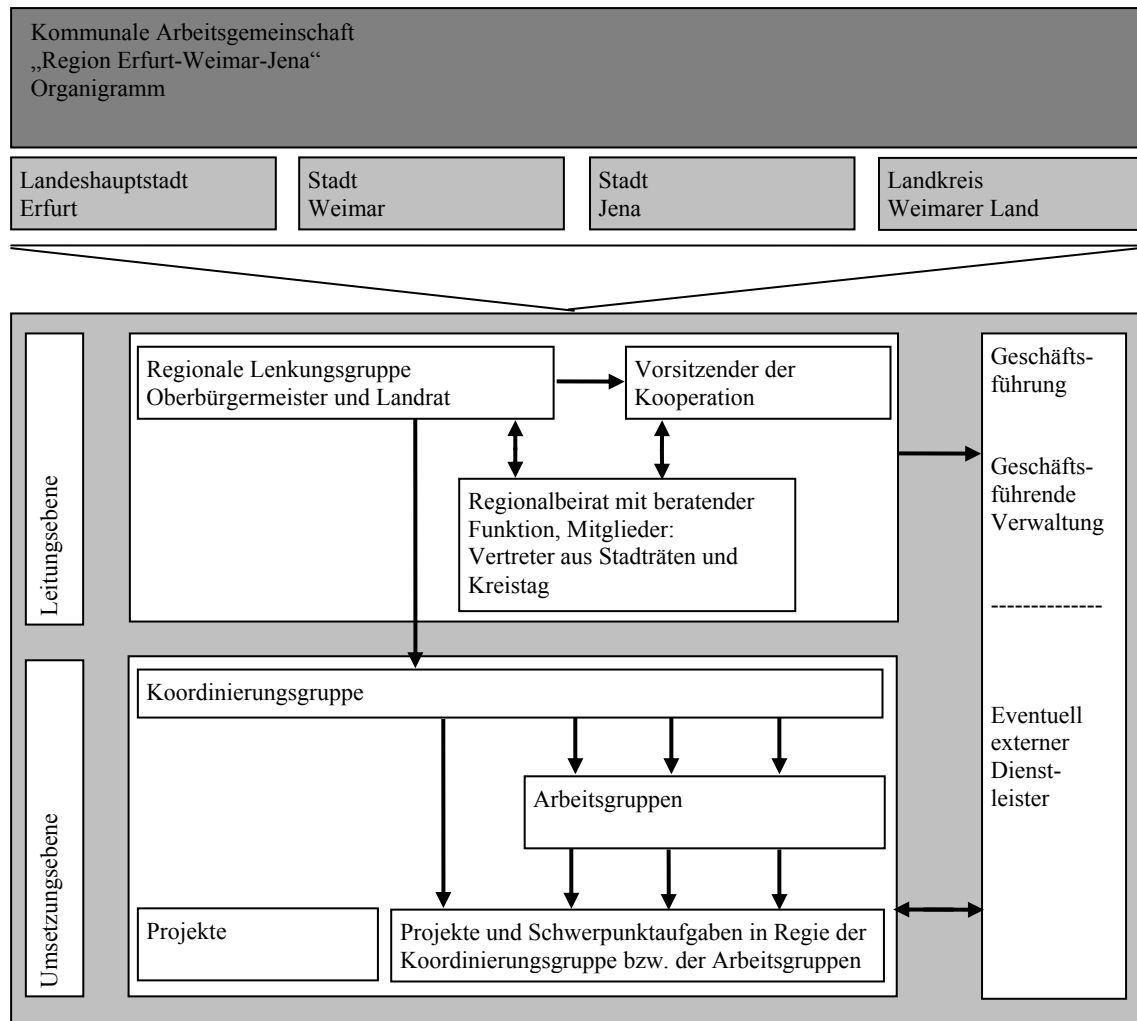 Kommunale Arbeitsgemeinschaft
„Region Erfurt-Weimar-Jena“
Organigramm
Landeshauptstadt
Erfurt
Stadt
Weimar
Stadt
Jena
Landkreis
Weimarer Land
Leitungsebene
Regionale Lenkungsgruppe
Oberbürgermeister und Landrat
Vorsitzender der
Kooperation
Regionalbeirat mit beratender
Funktion, Mitglieder:
Vertreter aus Stadträten und
Kreistag
Geschäfts-
führung
Geschäfts-
führende
Verwaltung
---------------
Eventuell
externer
Dienst-
leister
Umsetzungsebene
Koordinierungsgruppe
Arbeitsgruppen
Projekte
Projekte und Schwerpunktaufgaben in Regie der
Koordinierungsgruppe bzw. der Arbeitsgruppen